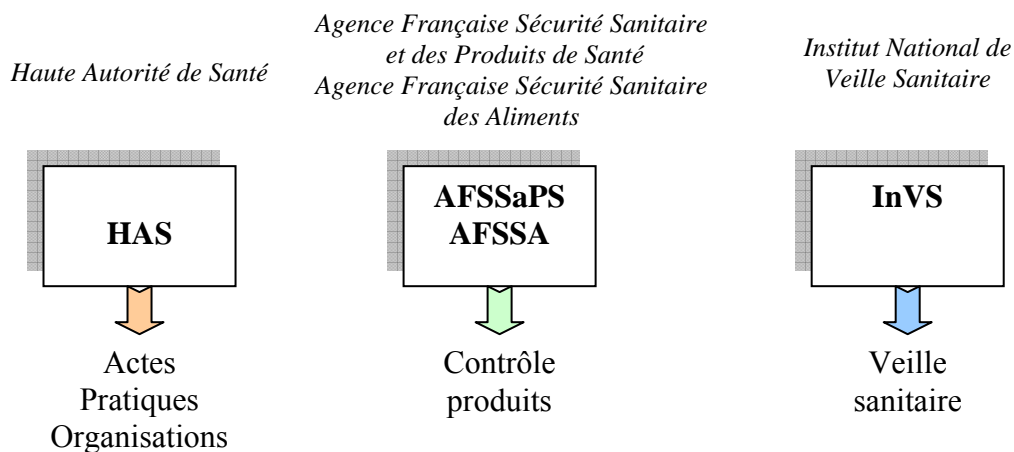 Haute Autorité de Santé
Agence Française Sécurité Sanitaire
et des Produits de Santé
Agence Française Sécurité Sanitaire
des Aliments
Institut National de
Veille Sanitaire
HAS
AFSSaPS
AFSSA
InVS
Actes
Pratiques
Organisations
Contrôle
produits
Veille
sanitaire